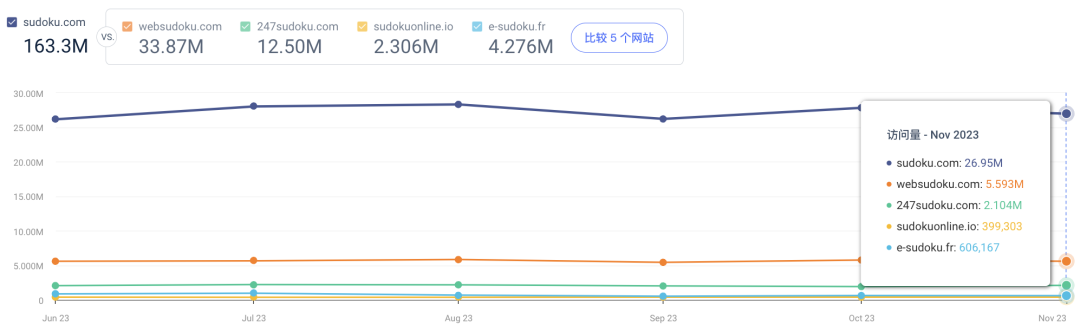 sudoku.com
163.3M
vs.
websudoku.com
33.87M
247sudoku.com
12.50M
sudokuonline.io
2.306M
e-sudoku.fr
4.276M
比较 5 个网站
30.00M
25.00M
20.00M
15.00M
10.00M
5.000M
0
Jun 23
Jul 23
Aug 23
Sep 23
Oct 23
Nov 23
访问量 - Nov 2023
sudoku.com: 26.95M
websudoku.com: 5.593M
247sudoku.com: 2.104M
sudokuonline.io: 399,303
e-sudoku.fr: 606,167